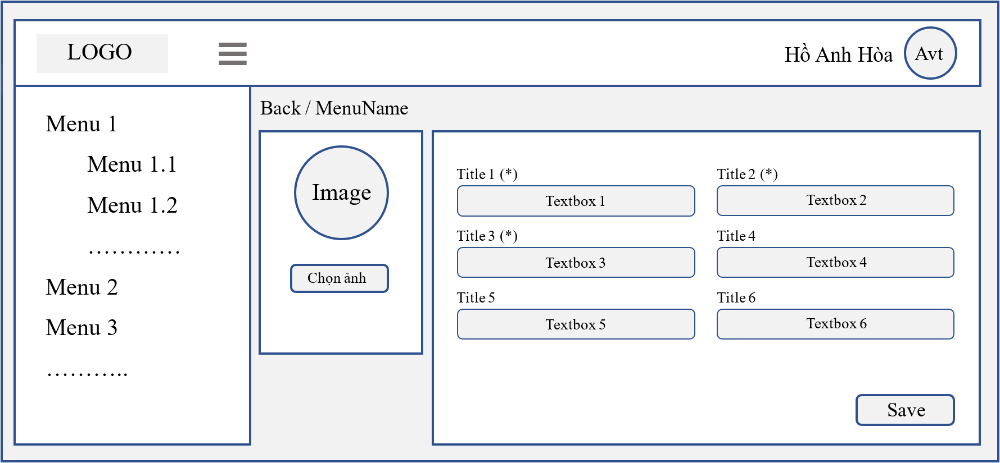 LOGO
Hồ Anh Hòa
Avt
Menu 1
Menu 1.1
Menu 1.2
…………
Menu 2
Menu 3
………..
Back / MenuName
Image
Chọn ảnh
Title 1 (*)
Textbox 1
Title 2 (*)
Textbox 2
Title 3 (*)
Textbox 3
Title 4
Textbox 4
Title 5
Textbox 5
Title 6
Textbox 6
Save